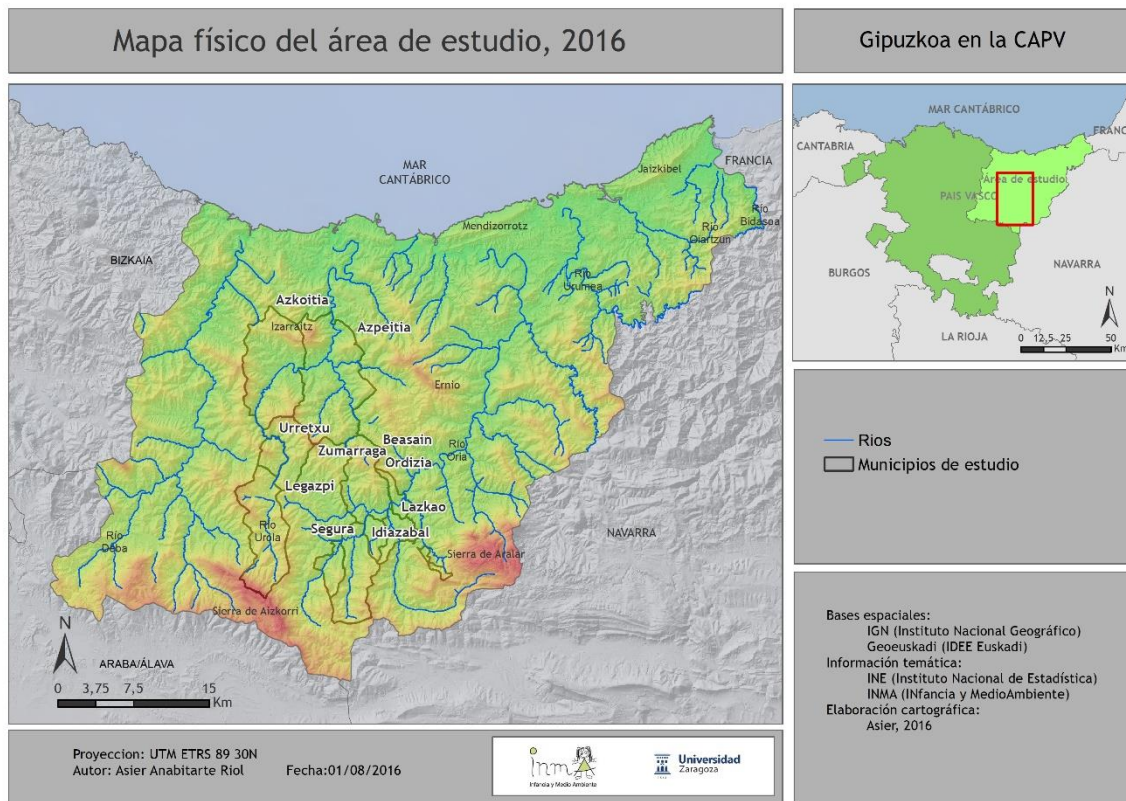 Mapa físico del área de estudio, 2016
Gipuzkoa en la CAPV
MAR
CANTÁBRICO
FRANCIA
Jaizkibel
Mendizorrotz
Río
Bidasoa
Río
Oiartzun
Río
Urumea
BIZKAIA
Azkoitia
Izarraitz
Azpeitia
Ernio
Urretxu
Zumarraga
Beasain
Ordizia
Río
Oria
Legazpi
Lazkao
Segura
Idiazabal
Río
Urola
Río
Deba
NAVARRA
Sierra de Aralar
Sierra de Aizkorri
ARABA/ÁLAVA
N
0 3,75 7,5 15
Km
MAR CANTÁBRICO
CANTABRIA
FRANC
Área de estudio
PAIS VASCO
BURGOS
NAVARRA
LA RIOJA
N
0 12,5 25 50
Km
Rios
Municipios de estudio
Bases espaciales:
IGN (Instituto Nacional Geográfico)
Geoeuskadi (IDEE Euskadi)
Información temática:
INE (Instituto Nacional de Estadística)
INMA (INfancia y MedioAmbiente)
Elaboración cartográfica:
Asier, 2016
Proyeccion: UTM ETRS 89 30N
Autor: Asier Anabitarte Riol Fecha:01/08/2016
inma
Infancia y Medio Ambiente
Universidad
Zaragoza